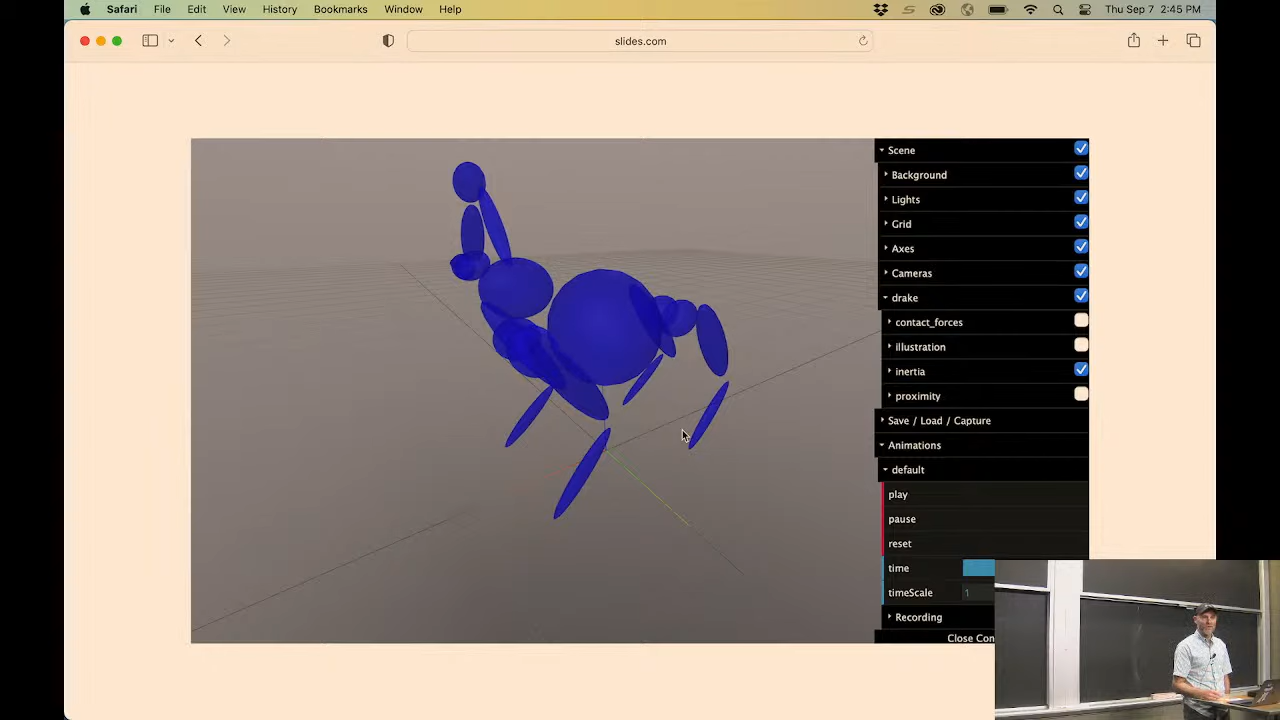 Safari File Edit View History Bookmarks Window Help Thu Sep 7 2:45 PM
slides.com
Scene
Background
Lights
Grid
Axes
Cameras
drake
contact_forces
illustration
inertia
proximity
Save / Load / Capture
Animations
default
play
pause
reset
time
timeScale 1
Recording
Close Con